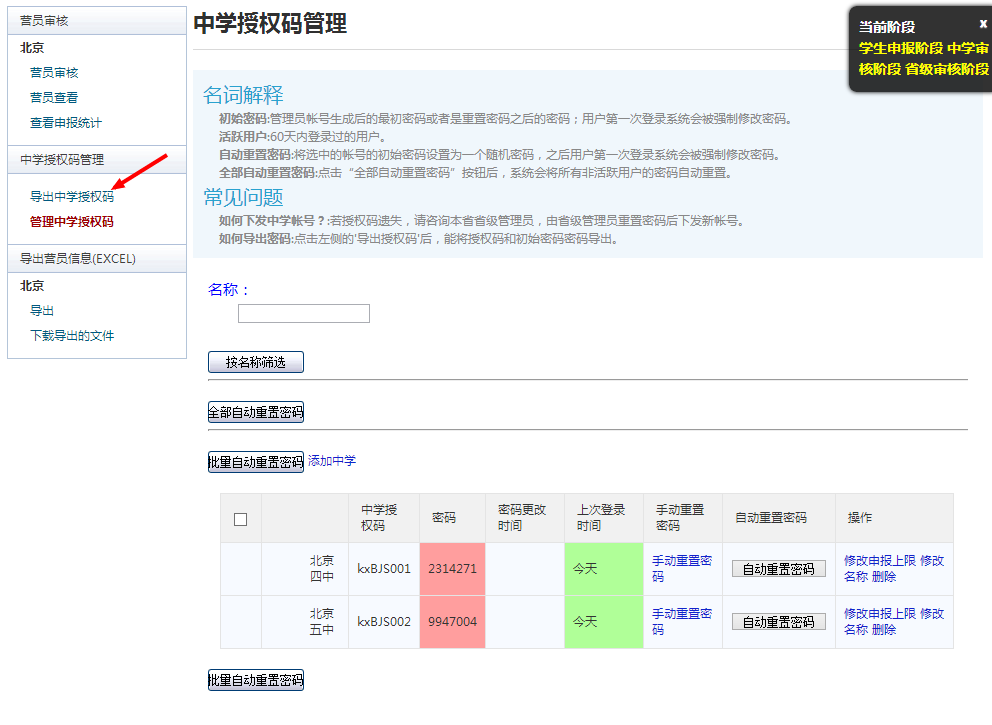 营员审核
北京
营员审核
营员查看
查看申报统计
中学授权码管理
导出中学授权码
管理中学授权码
导出营员信息(EXCEL)
北京
导出
下载导出的文件
中学授权码管理
当前阶段 x
学生申报阶段 中学审
核阶段 省级审核阶段
名词解释
初始密码:管理员帐号生成后的最初密码或者是重置密码之后的密码；用户第一次登录系统会被强制修改密码。
活跃用户:60天内登录过的用户。
自动重置密码:将选中的帐号的初始密码设置为一个随机密码，之后用户第一次登录系统会被强制修改密码。
全部自动重置密码:点击“全部自动重置密码”按钮后，系统会将所有非活跃用户的密码自动重置。
常见问题
如何下发中学帐号？:若授权码遗失，请咨询本省省级管理员，由省级管理员重置密码后下发新帐号。
如何导出密码:点击左侧的'导出授权码'后，能将授权码和初始密码密码导出。
名称：
按名称筛选
全部自动重置密码
批量自动重置密码 添加中学
中学授 密码更改 上次登录 手动重置
权码 密码 时间 时间 密码 自动重置密码 操作
北京 手动重置密 修改申报上限 修改
四中 kxBJS001 2314271 今天 码 自动重置密码 名称 删除
北京 手动重置密 修改申报上限 修改
五中 kxBJS002 9947004 今天 码 自动重置密码 名称 删除
批量自动重置密码